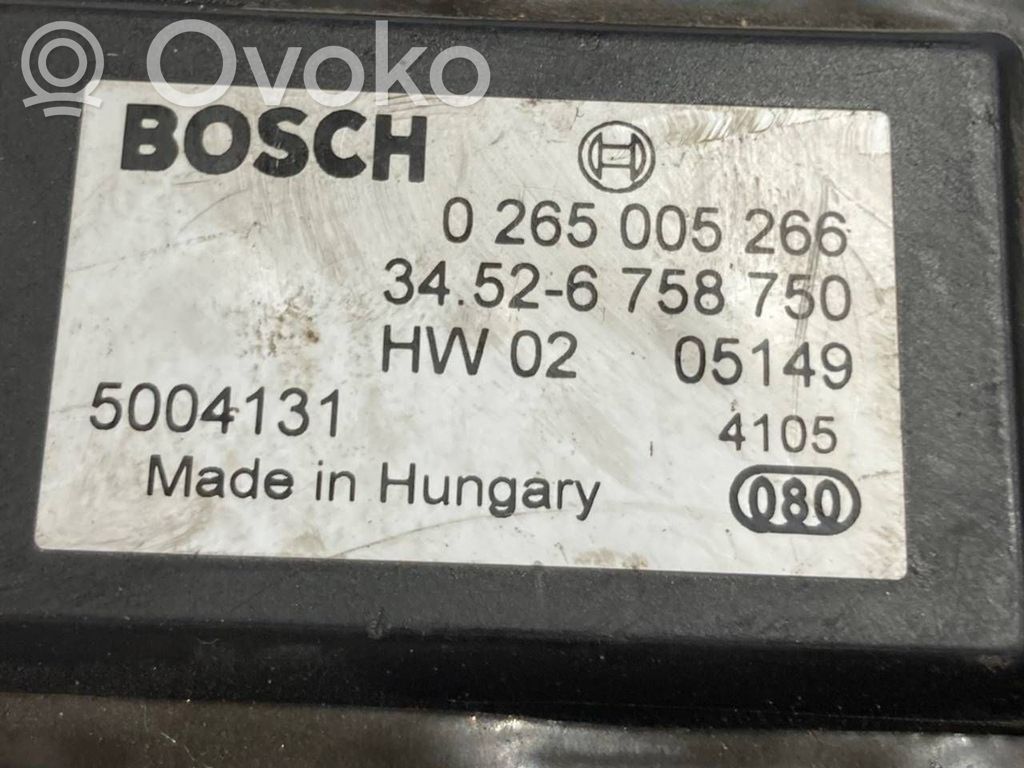 Ovoko
BOSCH
0 265 005 266
34.52-6 758 750
HW 02 05149
5004131 4105
Made in Hungary 080